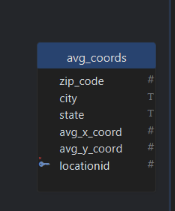 avg_coords
zip_code #
city T
state T
avg_x_coord #
avg_y_coord #
locationid #